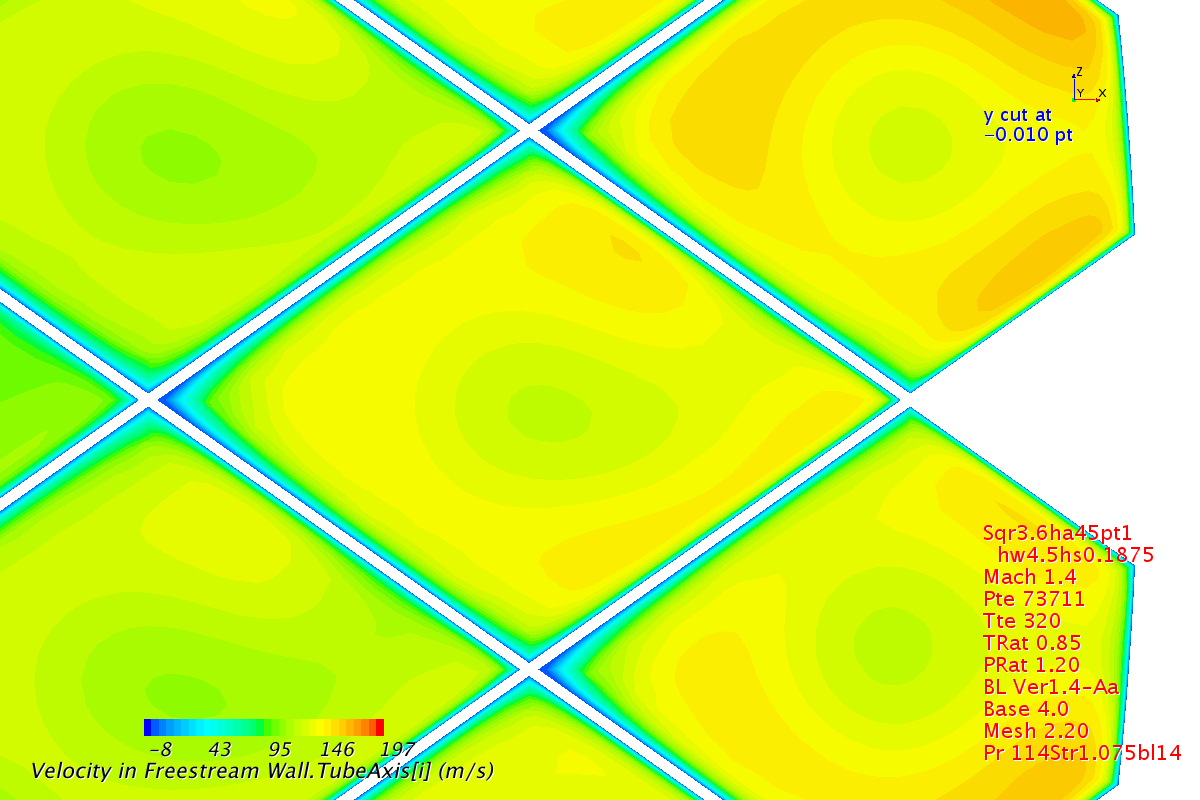 Z
Y X
y cut at
−0.010 pt
Sqr3.6ha45pt1
hw4.5hs0.1875
Mach 1.4
Pte 73711
Tte 320
TRat 0.85
PRat 1.20
BL Ver1.4-Aa
Base 4.0
Mesh 2.20
Pr 114Str1.075bl14
-8 43 95 146 197
Velocity in Freestream Wall.TubeAxis[i] (m/s)